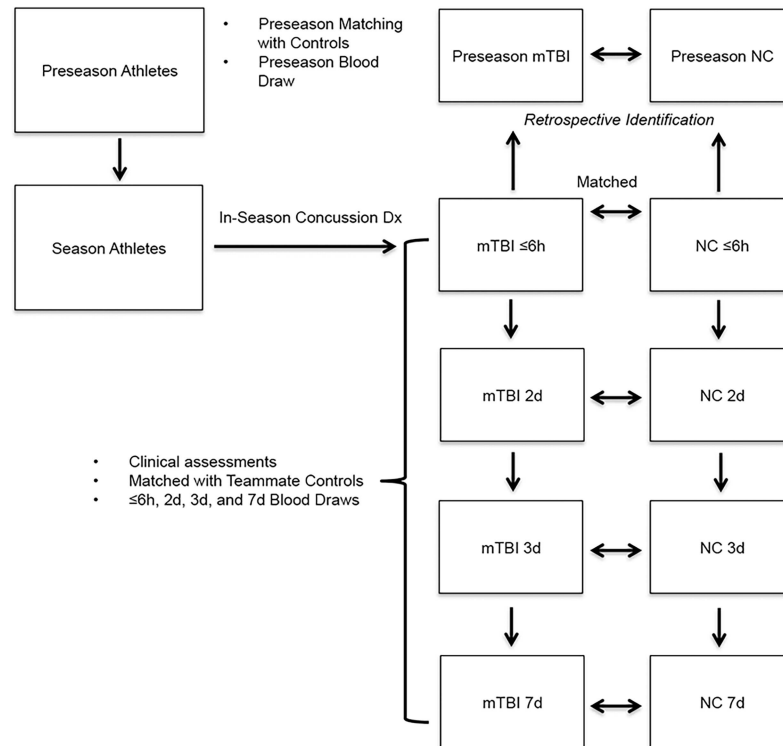 Preseason Athletes
• Preseason Matching
with Controls
• Preseason Blood
Draw
Preseason mTBI
Preseason NC
Retrospective Identification
Season Athletes
In-Season Concussion Dx
Matched
mTBI ≤6h
NC ≤6h
mTBI 2d
NC 2d
• Clinical assessments
• Matched with Teammate Controls
• ≤6h, 2d, 3d, and 7d Blood Draws
mTBI 3d
NC 3d
mTBI 7d
NC 7d